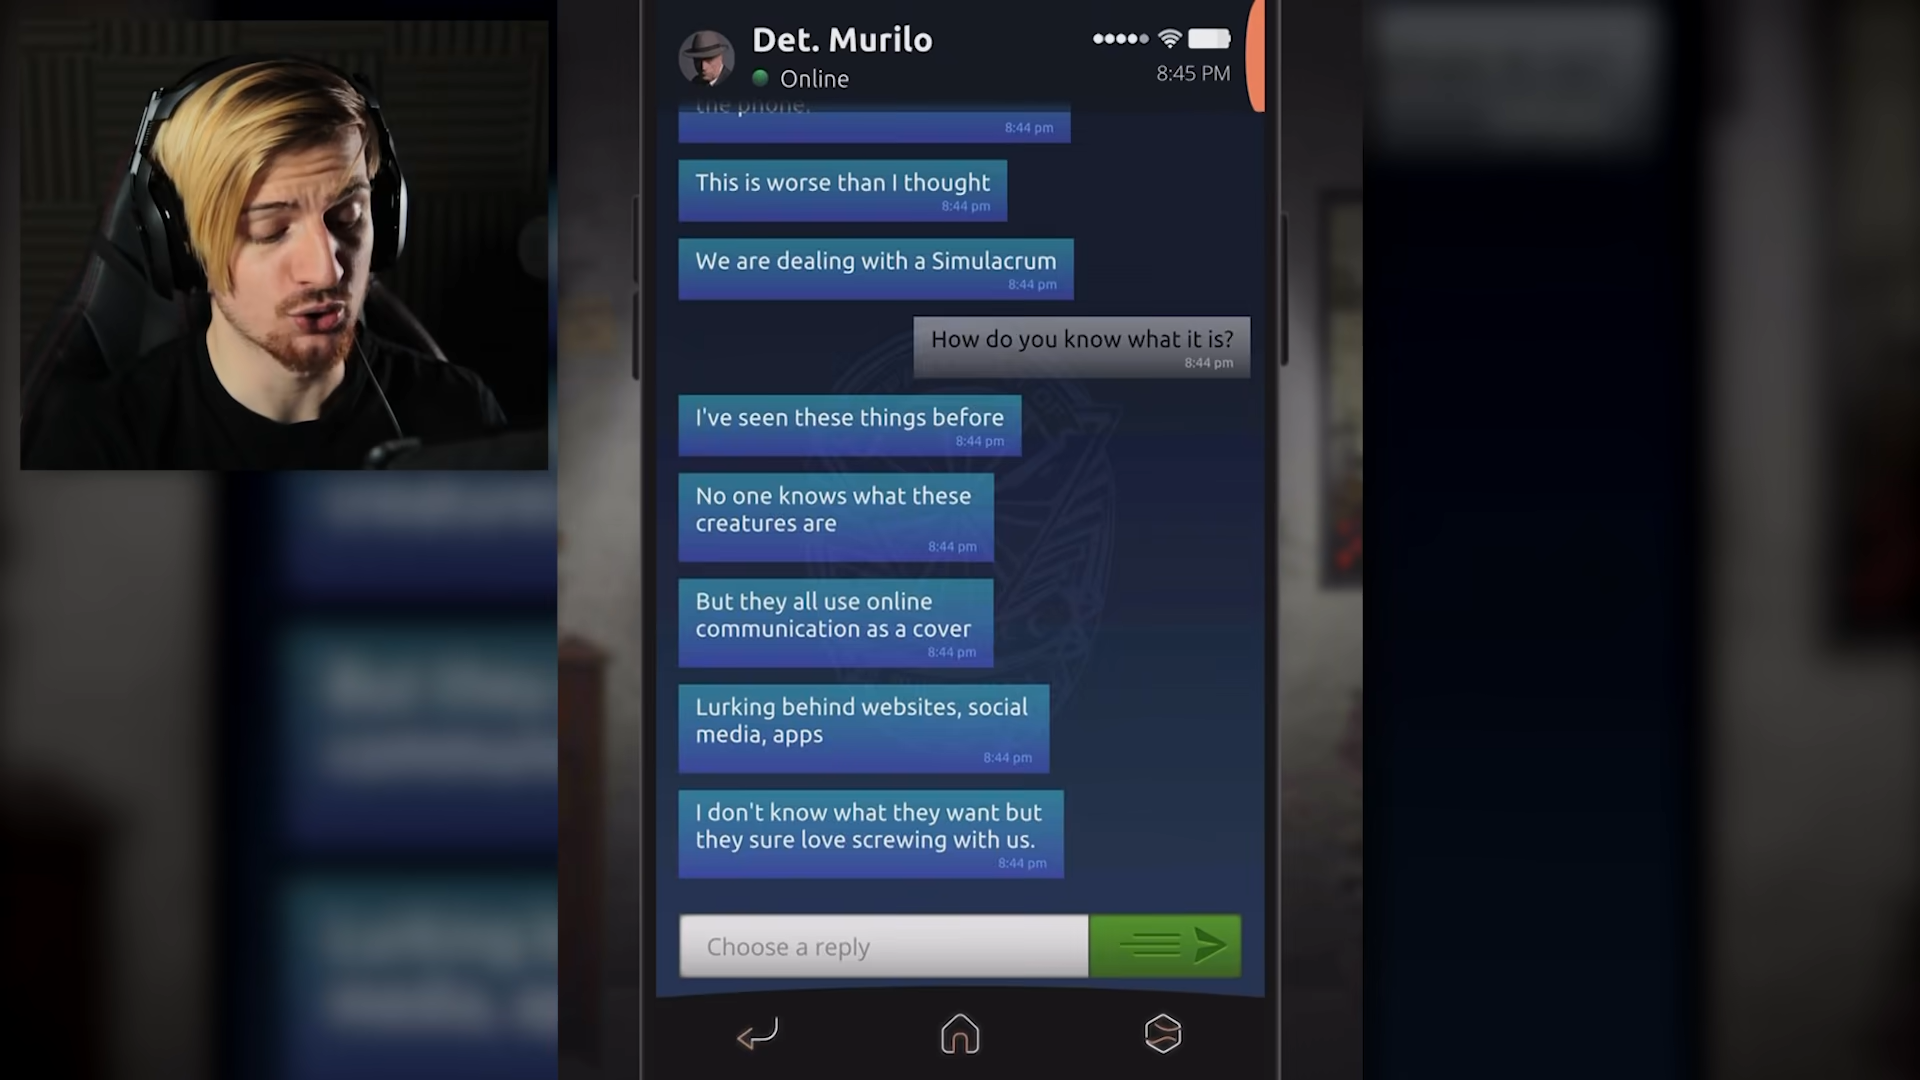 Det. Murilo
Online
8:45 PM
the phone.
8:44 pm
This is worse than I thought
8:44 pm
We are dealing with a Simulacrum
8:44 pm
How do you know what it is?
8:44 pm
I've seen these things before
8:44 pm
No one knows what these
creatures are
8:44 pm
But they all use online
communication as a cover
8:44 pm
Lurking behind websites, social
media, apps
8:44 pm
I don't know what they want but
they sure love screwing with us.
8:44 pm
Choose a reply